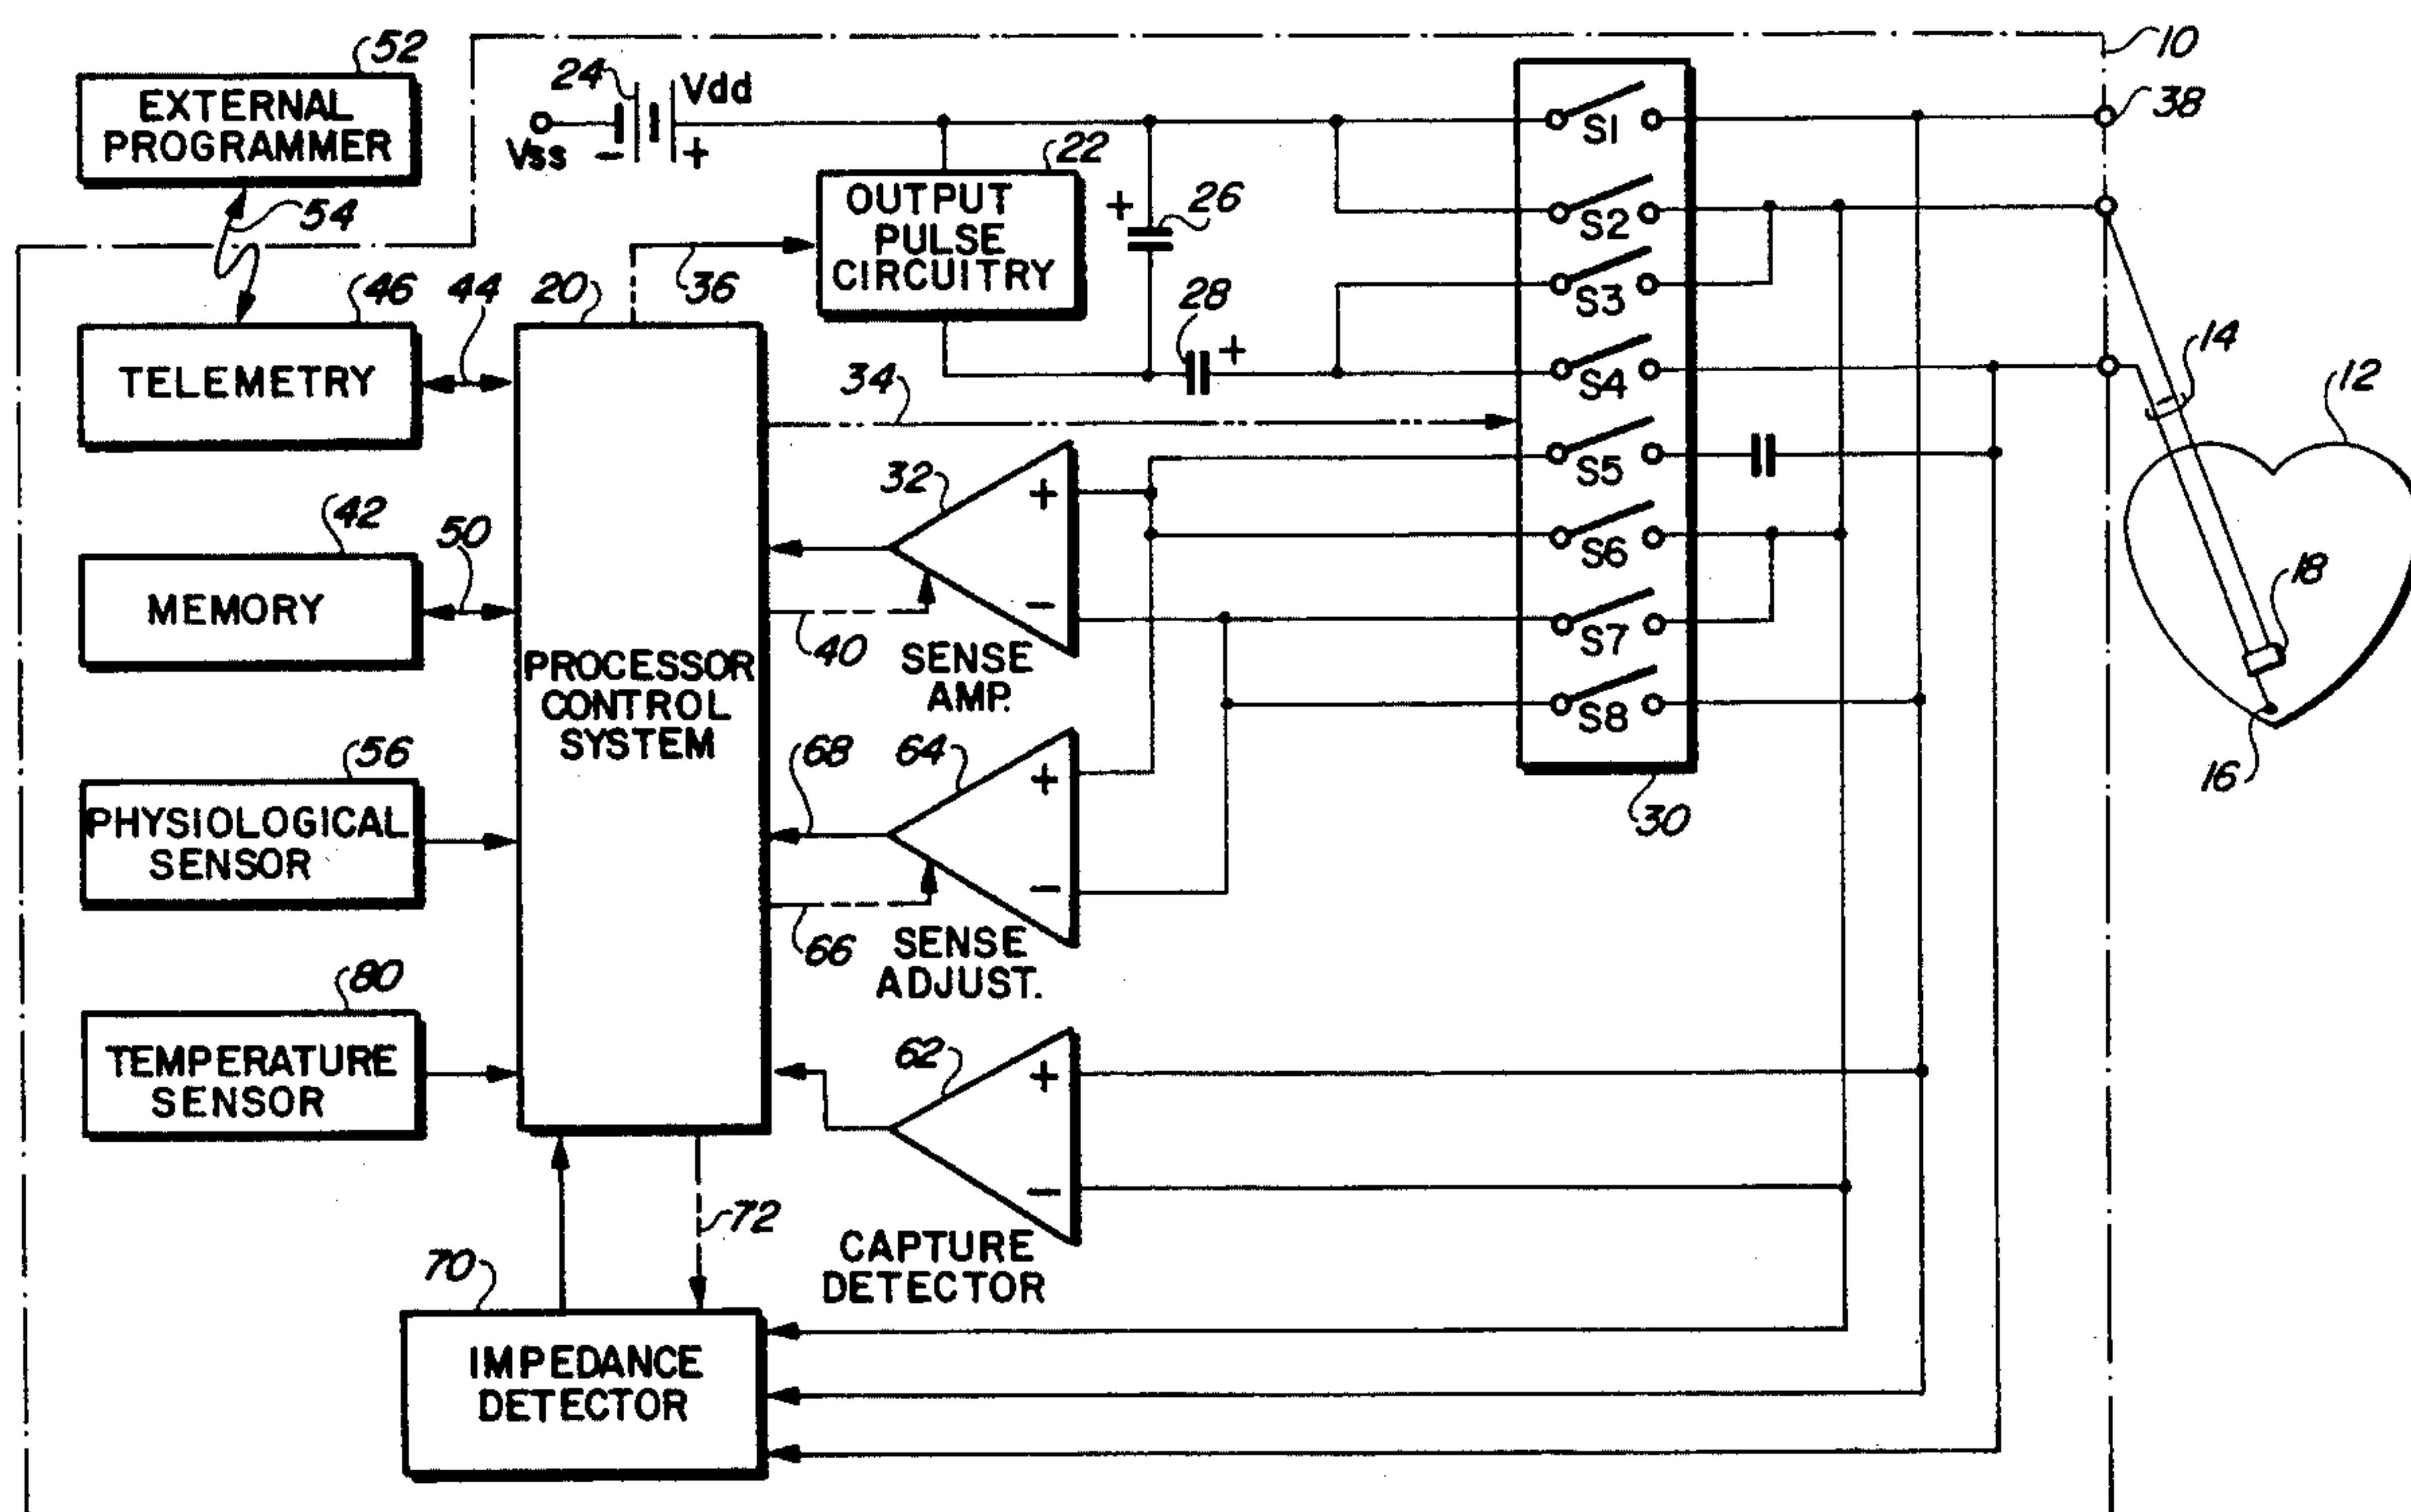 52
EXTERNAL
PROGRAMMER
54
24
Vdd
Vss
-
+
22
OUTPUT
PULSE
CIRCUITRY
36
+
26
28
+
10
38
S1
S2
S3
S4
S5
S6
S7
S8
30
14
12
18
16
46
44
20
TELEMETRY
34
42
50
MEMORY
PROCESSOR
CONTROL
SYSTEM
32
+
-
40
SENSE
AMP.
56
PHYSIOLOGICAL
SENSOR
68
64
+
-
66
SENSE
ADJUST.
80
TEMPERATURE
SENSOR
62
+
-
CAPTURE
DETECTOR
72
70
IMPEDANCE
DETECTOR